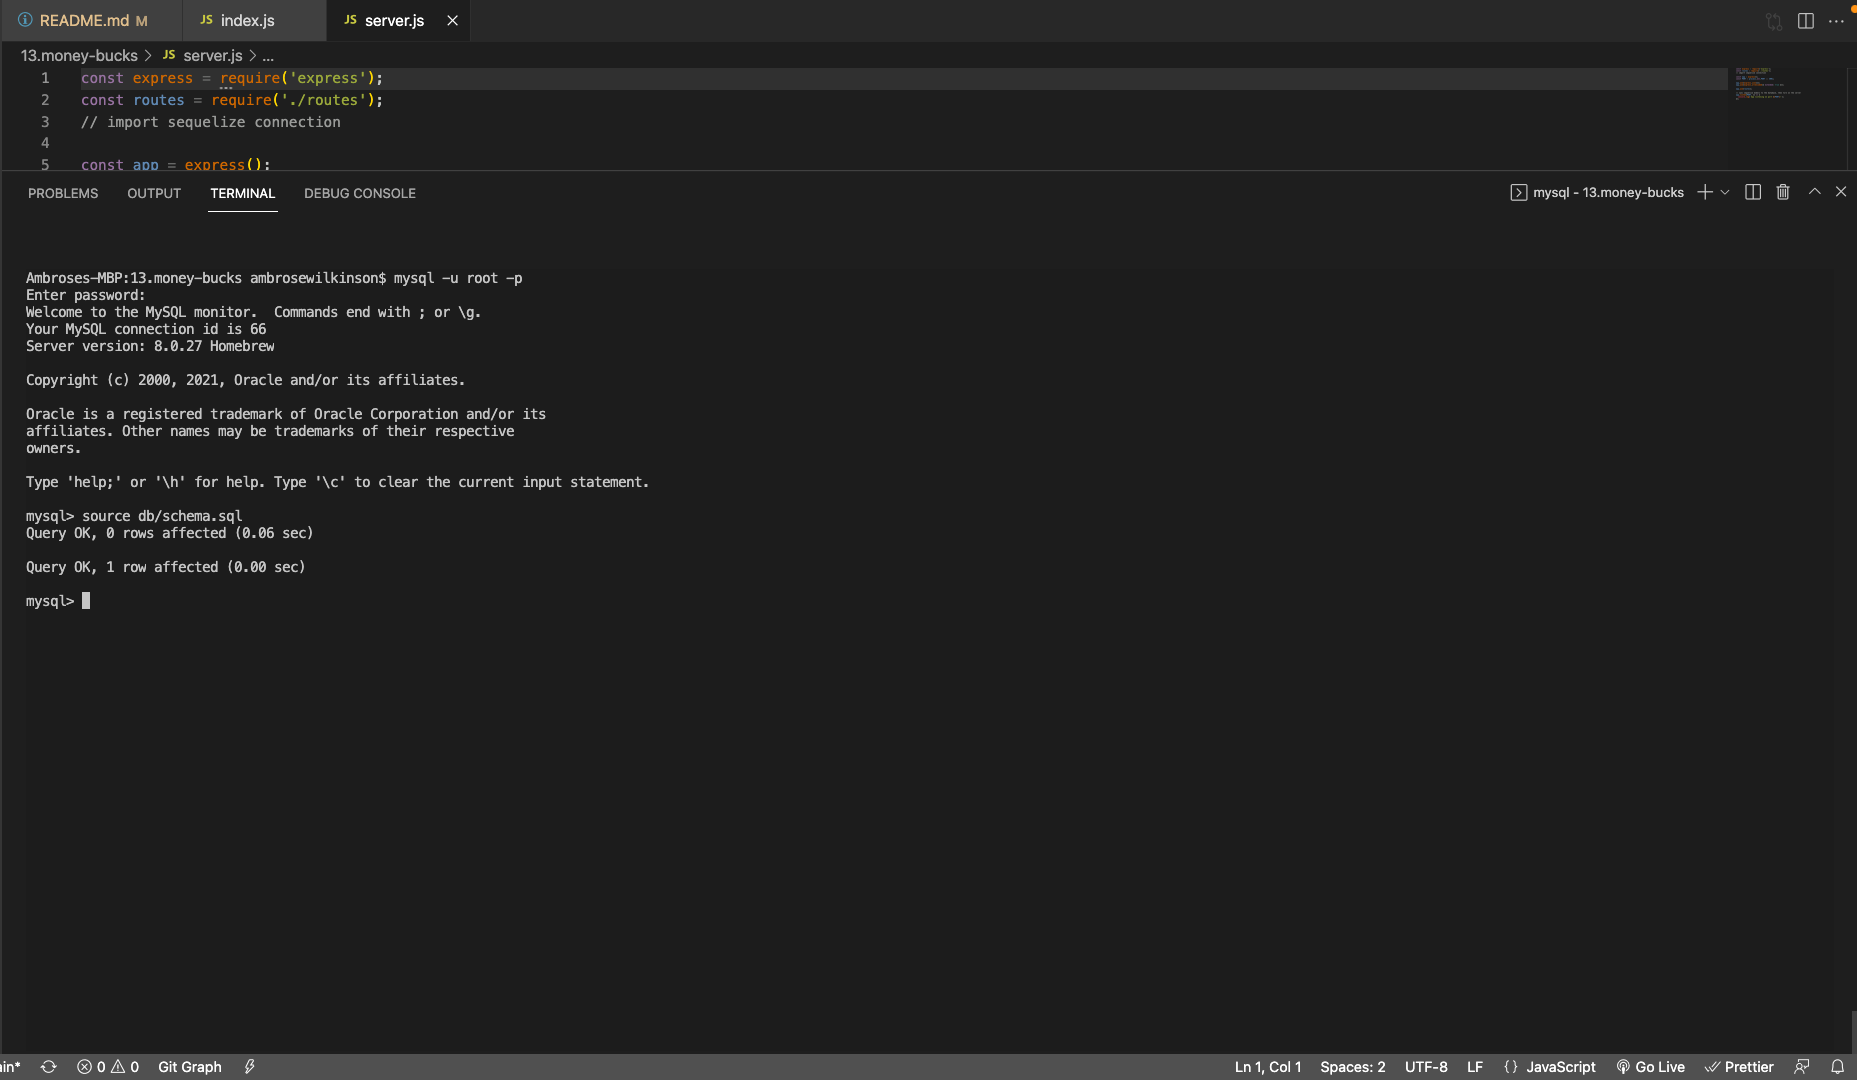 README.md M
JS index.js
JS server.js
13.money-bucks > JS server.js > ...
1 const express = require('express');
2 const routes = require('./routes');
3 // import sequelize connection
4
5 const app = express();
PROBLEMS OUTPUT TERMINAL DEBUG CONSOLE
mysql - 13.money-bucks
Ambroses-MBP:13.money-bucks ambrosewilkinson$ mysql -u root -p
Enter password:
Welcome to the MySQL monitor.  Commands end with ; or \g.
Your MySQL connection id is 66
Server version: 8.0.27 Homebrew
Copyright (c) 2000, 2021, Oracle and/or its affiliates.
Oracle is a registered trademark of Oracle Corporation and/or its
affiliates. Other names may be trademarks of their respective
owners.
Type 'help;' or '\h' for help. Type '\c' to clear the current input statement.
mysql> source db/schema.sql
Query OK, 0 rows affected (0.06 sec)
Query OK, 1 row affected (0.00 sec)
mysql>
ain* 0 0 Git Graph Ln 1, Col 1 Spaces: 2 UTF-8 LF {} JavaScript Go Live Prettier